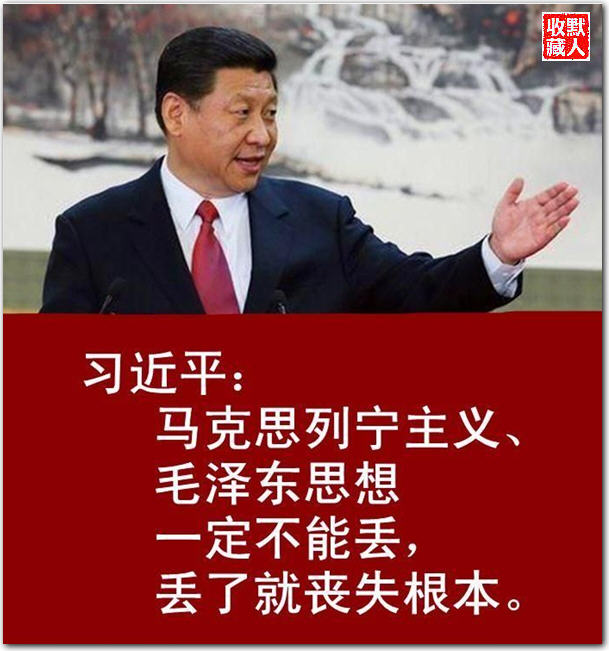 收默
藏人
习近平：
马克思列宁主义、
毛泽东思想
一定不能丢，
丢了就丧失根本。